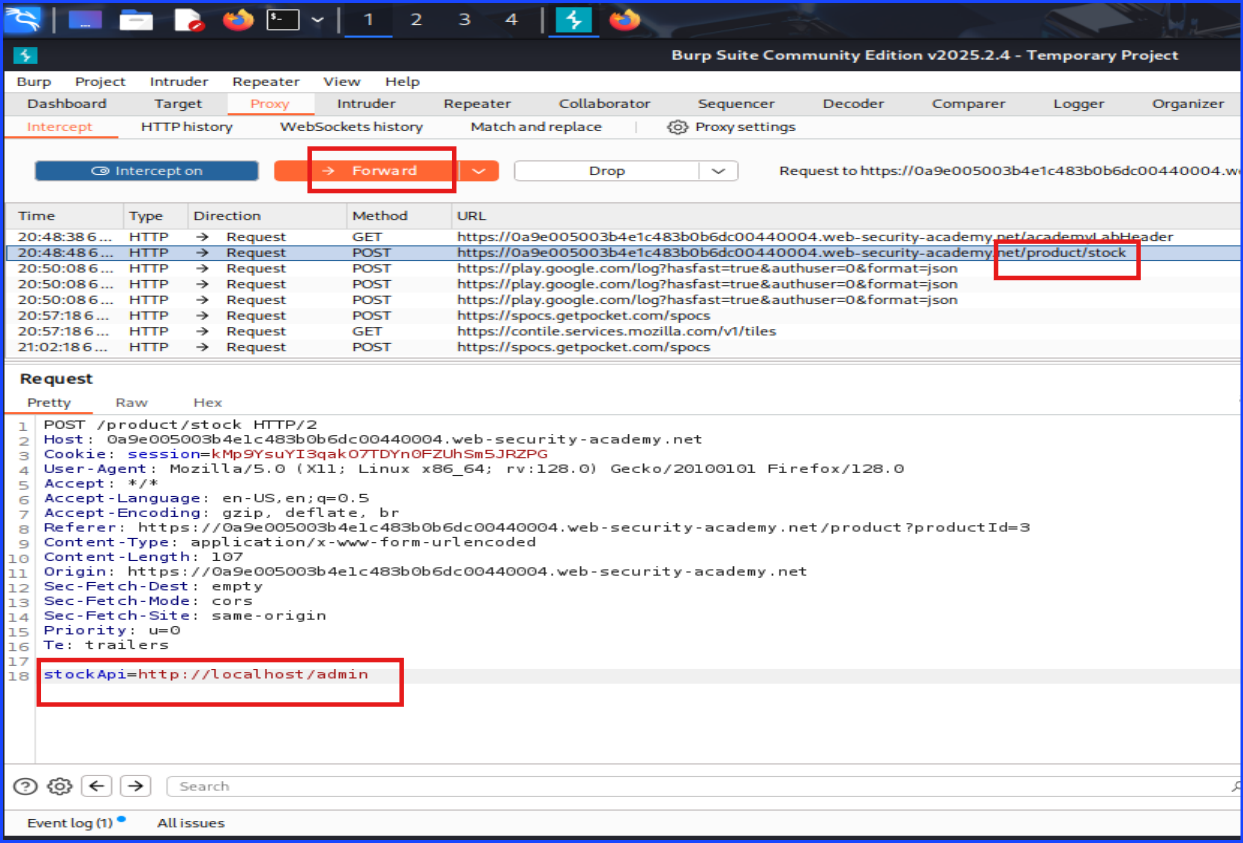 1 2 3 4
Burp Suite Community Edition v2025.2.4 - Temporary Project
Burp Project Intruder Repeater View Help
Dashboard Target Proxy Intruder Repeater Collaborator Sequencer Decoder Comparer Logger Organizer
Intercept HTTP history WebSockets history Match and replace Proxy settings
Intercept on Forward Drop Request to https://0a9e005003b4e1c483b0b6dc00440004.we
Time Type Direction Method URL
20:48:38 6... HTTP → Request GET https://0a9e005003b4e1c483b0b6dc00440004.web-security-academy.net/academyLabHeader
20:48:48 6... HTTP → Request POST https://0a9e005003b4e1c483b0b6dc00440004.web-security-academy.net/product/stock
20:50:08 6... HTTP → Request POST https://play.google.com/log?hasfast=true&authuser=0&format=json
20:50:08 6... HTTP → Request POST https://play.google.com/log?hasfast=true&authuser=0&format=json
20:50:08 6... HTTP → Request POST https://play.google.com/log?hasfast=true&authuser=0&format=json
20:57:18 6... HTTP → Request POST https://spocs.getpocket.com/spocs
20:57:18 6... HTTP → Request GET https://contile.services.mozilla.com/v1/tiles
21:02:18 6... HTTP → Request POST https://spocs.getpocket.com/spocs
Request
Pretty Raw Hex
1 POST /product/stock HTTP/2
2 Host: 0a9e005003b4e1c483b0b6dc00440004.web-security-academy.net
3 Cookie: session=kMp9YsuYI3qakO7TDYn0FZUhSm5JRZPG
4 User-Agent: Mozilla/5.0 (X11; Linux x86_64; rv:128.0) Gecko/20100101 Firefox/128.0
5 Accept: */*
6 Accept-Language: en-US,en;q=0.5
7 Accept-Encoding: gzip, deflate, br
8 Referer: https://0a9e005003b4e1c483b0b6dc00440004.web-security-academy.net/product?productId=3
9 Content-Type: application/x-www-form-urlencoded
10 Content-Length: 107
11 Origin: https://0a9e005003b4e1c483b0b6dc00440004.web-security-academy.net
12 Sec-Fetch-Dest: empty
13 Sec-Fetch-Mode: cors
14 Sec-Fetch-Site: same-origin
15 Priority: u=0
16 Te: trailers
17
18 stockApi=http://localhost/admin
Search
Event log (1) All issues